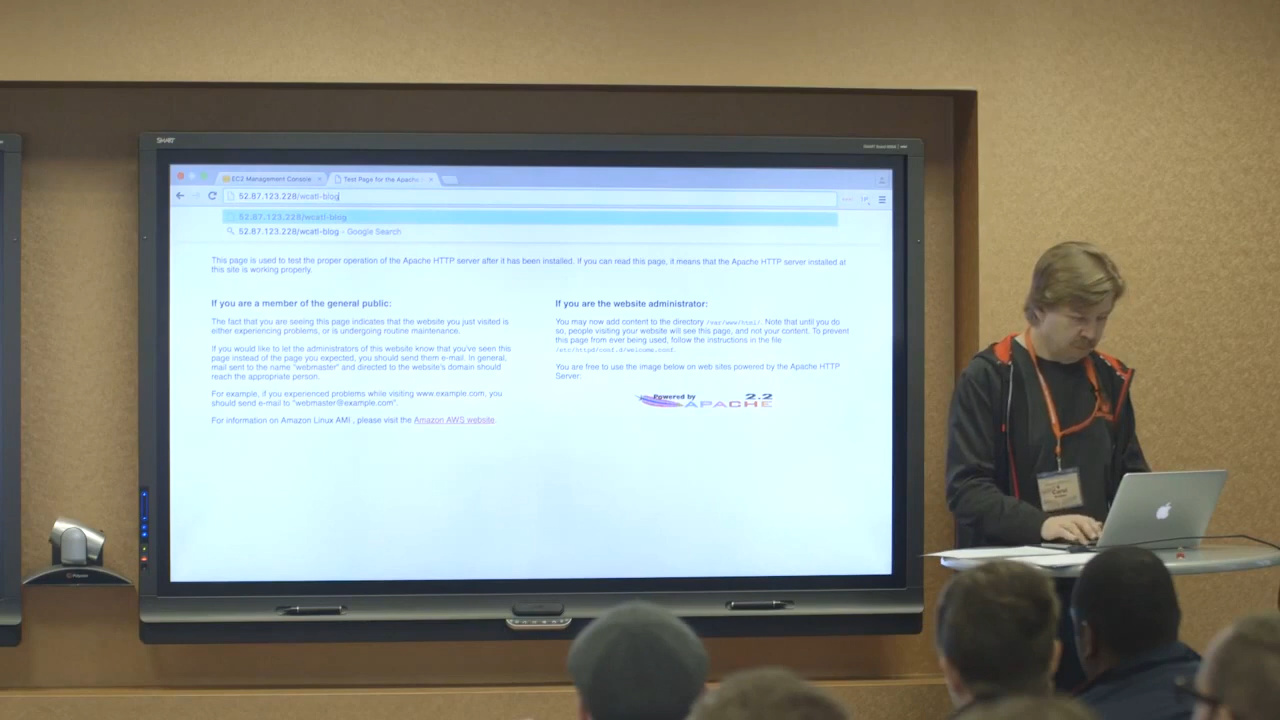 SMART
EC2 Management Console
Test Page for the Apache
52.87.123.228/wcatl-blog
52.87.123.228/wcatl-blog
52.87.123.228/wcatl-blog - Google Search
This page is used to test the proper operation of the Apache HTTP server after it has been installed. If you can read this page, it means that the Apache HTTP server installed at
this site is working properly.
If you are a member of the general public:
The fact that you are seeing this page indicates that the website you just visited is
either experiencing problems, or is undergoing routine maintenance.
If you would like to let the administrators of this website know that you've seen this
page instead of the page you expected, you should send them e-mail. In general,
mail sent to the name "webmaster" and directed to the website's domain should
reach the appropriate person.
For example, if you experienced problems while visiting www.example.com, you
should send e-mail to "webmaster@example.com".
For information on Amazon Linux AMI , please visit the Amazon AWS website.
If you are the website administrator:
You may now add content to the directory /var/www/html/. Note that until you do
so, people visiting your website will see this page, and not your content. To prevent
this page from ever being used, follow the instructions in the file
/etc/httpd/conf.d/welcome.conf.
You are free to use the image below on web sites powered by the Apache HTTP
Server:
Powered by 2.2
APACHE
Polycom